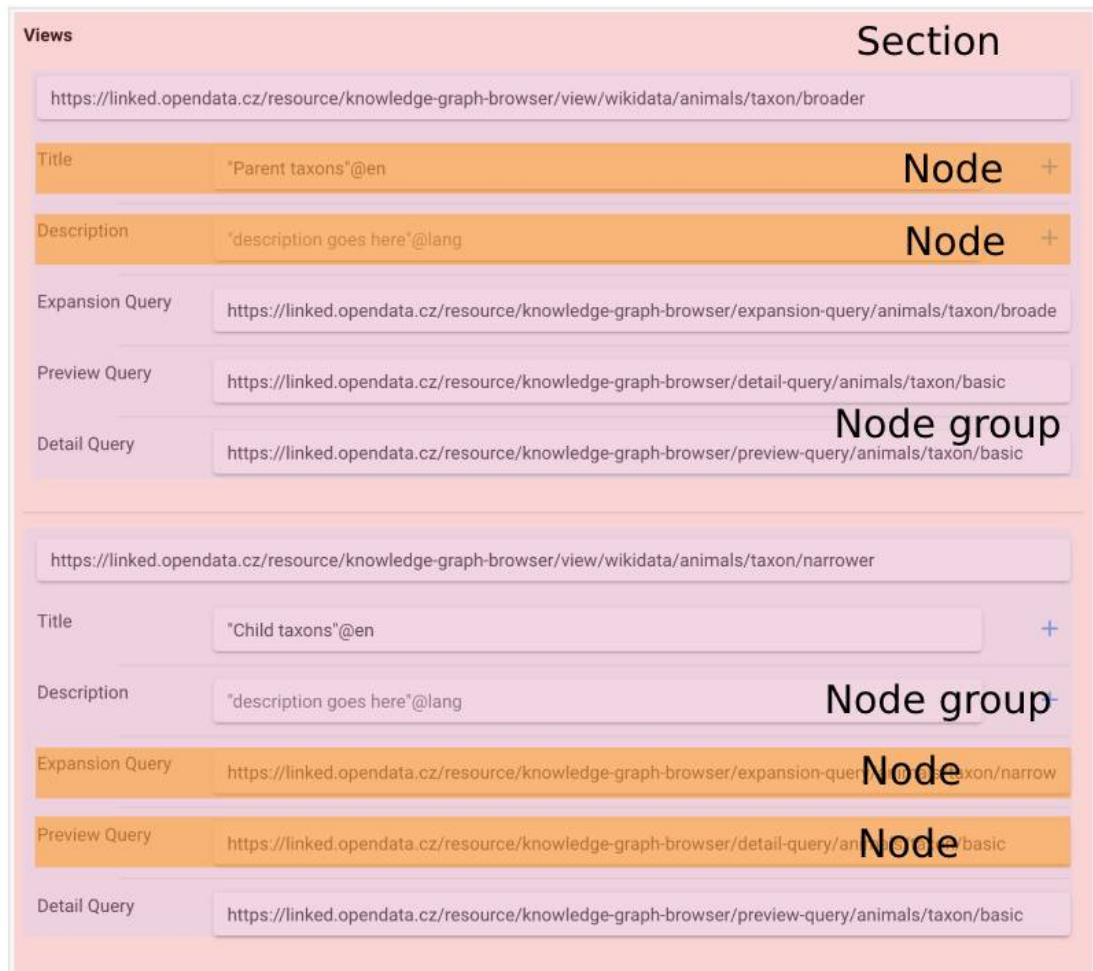 Views
Section
https://linked.opendata.cz/resource/knowledge-graph-browser/view/wikidata/animals/taxon/broader
Title "Parent taxons"@en Node +
Description "description goes here"@lang Node +
Expansion Query https://linked.opendata.cz/resource/knowledge-graph-browser/expansion-query/animals/taxon/broade
Preview Query https://linked.opendata.cz/resource/knowledge-graph-browser/detail-query/animals/taxon/basic
Node group
Detail Query https://linked.opendata.cz/resource/knowledge-graph-browser/preview-query/animals/taxon/basic
https://linked.opendata.cz/resource/knowledge-graph-browser/view/wikidata/animals/taxon/narrower
Title "Child taxons"@en +
Description "description goes here"@lang Node group +
Expansion Query https://linked.opendata.cz/resource/knowledge-graph-browser/expansion-query/animals/taxon/narrow
Node
Preview Query https://linked.opendata.cz/resource/knowledge-graph-browser/detail-query/animals/taxon/basic
Node
Detail Query https://linked.opendata.cz/resource/knowledge-graph-browser/preview-query/animals/taxon/basic